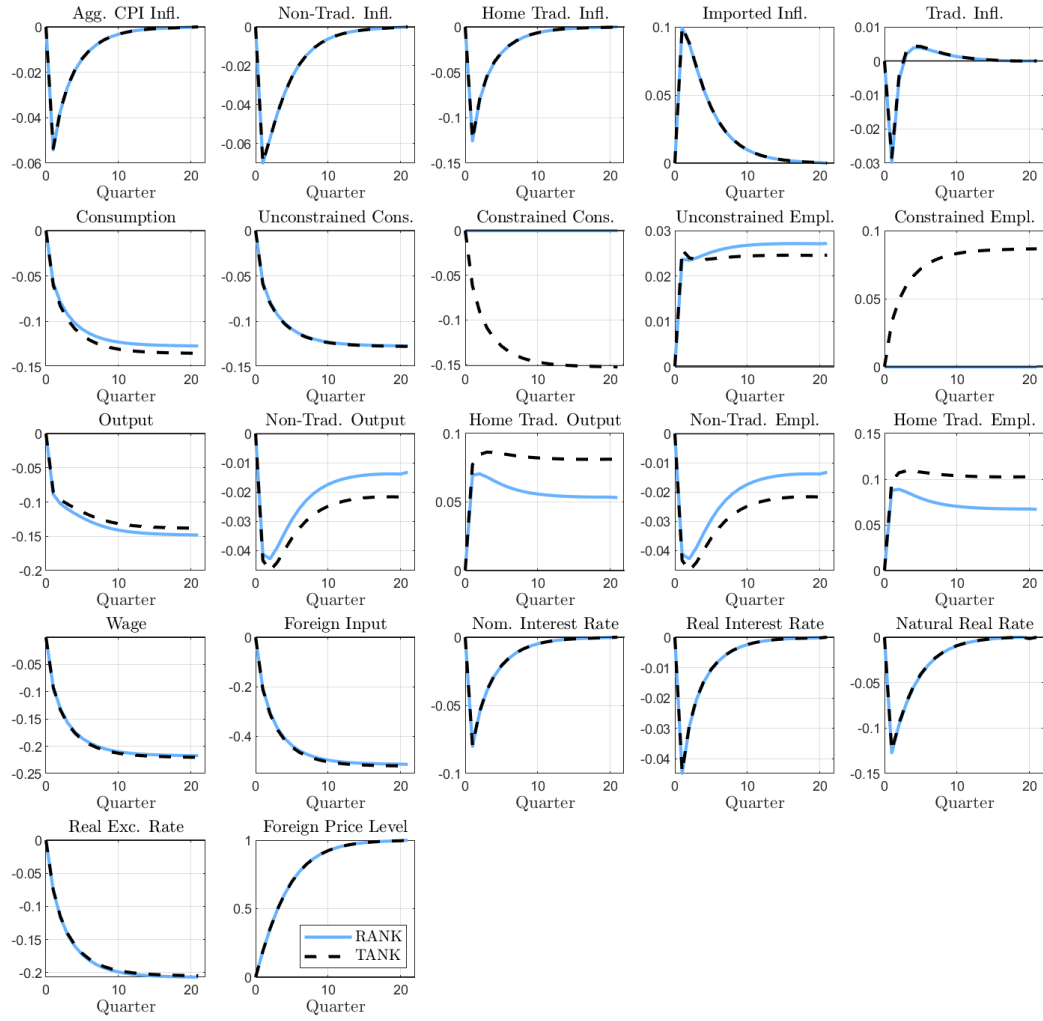 Agg. CPI Infl. Non-Trad. Infl. Home Trad. Infl. Imported Infl. Trad. Infl.
0 0 0 0.1 0.01
-0.02 -0.02 -0.05 0.05 0
-0.04 -0.04 -0.1 -0.01
-0.06 -0.06 -0.15 0 -0.02
-0.03
0 10 20 0 10 20 0 10 20 0 10 20 0 10 20
Quarter Quarter Quarter Quarter Quarter
Consumption Unconstrained Cons. Constrained Cons. Unconstrained Empl. Constrained Empl.
0 0 0 0.03 0.1
-0.05 -0.05 -0.05 0.02 0.05
-0.1 -0.1 -0.1 0.01
-0.15 -0.15 -0.15 0 0
0 10 20 0 10 20 0 10 20 0 10 20 0 10 20
Quarter Quarter Quarter Quarter Quarter
Output Non-Trad. Output Home Trad. Output Non-Trad. Empl. Home Trad. Empl.
0 0 0.1 0 0.15
-0.05 -0.01 0.05 -0.01 0.1
-0.1 -0.02 -0.02 0.05
-0.15 -0.03 -0.03
-0.2 -0.04 0 -0.04 0
0 10 20 0 10 20 0 10 20 0 10 20 0 10 20
Quarter Quarter Quarter Quarter Quarter
Wage Foreign Input Nom. Interest Rate Real Interest Rate Natural Real Rate
0 0 0 0 0
-0.05 -0.2 -0.05 -0.01 -0.05
-0.1 -0.4 -0.02 -0.1
-0.15 -0.03
-0.2 -0.04
-0.25 -0.1 -0.15
0 10 20 0 10 20 0 10 20 0 10 20 0 10 20
Quarter Quarter Quarter Quarter Quarter
Real Exc. Rate Foreign Price Level
0 1
-0.05 0.5
-0.1
-0.15 RANK
-0.2 TANK
0
0 10 20 0 10 20
Quarter Quarter